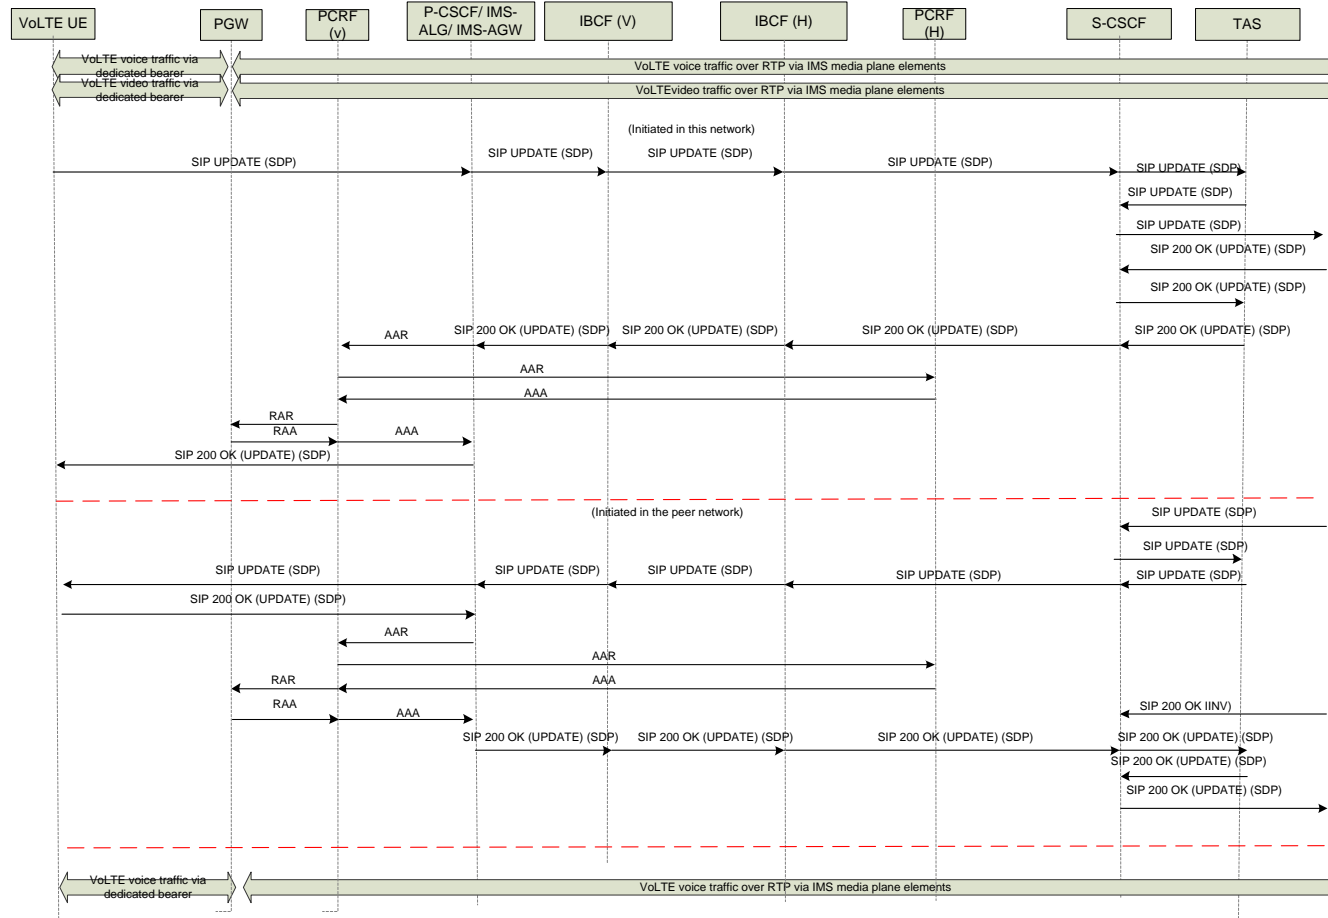 VoLTE UE
PGW
PCRF
(v)
P-CSCF/ IMS-
ALG/ IMS-AGW
IBCF (V)
IBCF (H)
PCRF
(H)
S-CSCF
TAS
VoLTE voice traffic via
dedicated bearer
VoLTE voice traffic over RTP via IMS media plane elements
VoLTE video traffic via
dedicated bearer
VoLTEvideo traffic over RTP via IMS media plane elements
(Initiated in this network)
SIP UPDATE (SDP)
SIP UPDATE (SDP)
SIP UPDATE (SDP)
SIP UPDATE (SDP)
SIP UPDATE (SDP)
SIP UPDATE (SDP)
SIP UPDATE (SDP)
SIP 200 OK (UPDATE) (SDP)
AAR
SIP 200 OK (UPDATE) (SDP)
SIP 200 OK (UPDATE) (SDP)
SIP 200 OK (UPDATE) (SDP)
SIP 200 OK (UPDATE) (SDP)
AAR
AAA
RAR
RAA
AAA
SIP 200 OK (UPDATE) (SDP)
(Initiated in the peer network)
SIP UPDATE (SDP)
SIP UPDATE (SDP)
SIP UPDATE (SDP)
SIP UPDATE (SDP)
SIP UPDATE (SDP)
SIP UPDATE (SDP)
SIP UPDATE (SDP)
SIP 200 OK (UPDATE) (SDP)
AAR
AAR
RAR
AAA
RAA
AAA
SIP 200 OK IINV)
SIP 200 OK (UPDATE) (SDP)
SIP 200 OK (UPDATE) (SDP)
SIP 200 OK (UPDATE) (SDP)
SIP 200 OK (UPDATE) (SDP)
SIP 200 OK (UPDATE) (SDP)
SIP 200 OK (UPDATE) (SDP)
VoLTE voice traffic via
dedicated bearer
VoLTE voice traffic over RTP via IMS media plane elements